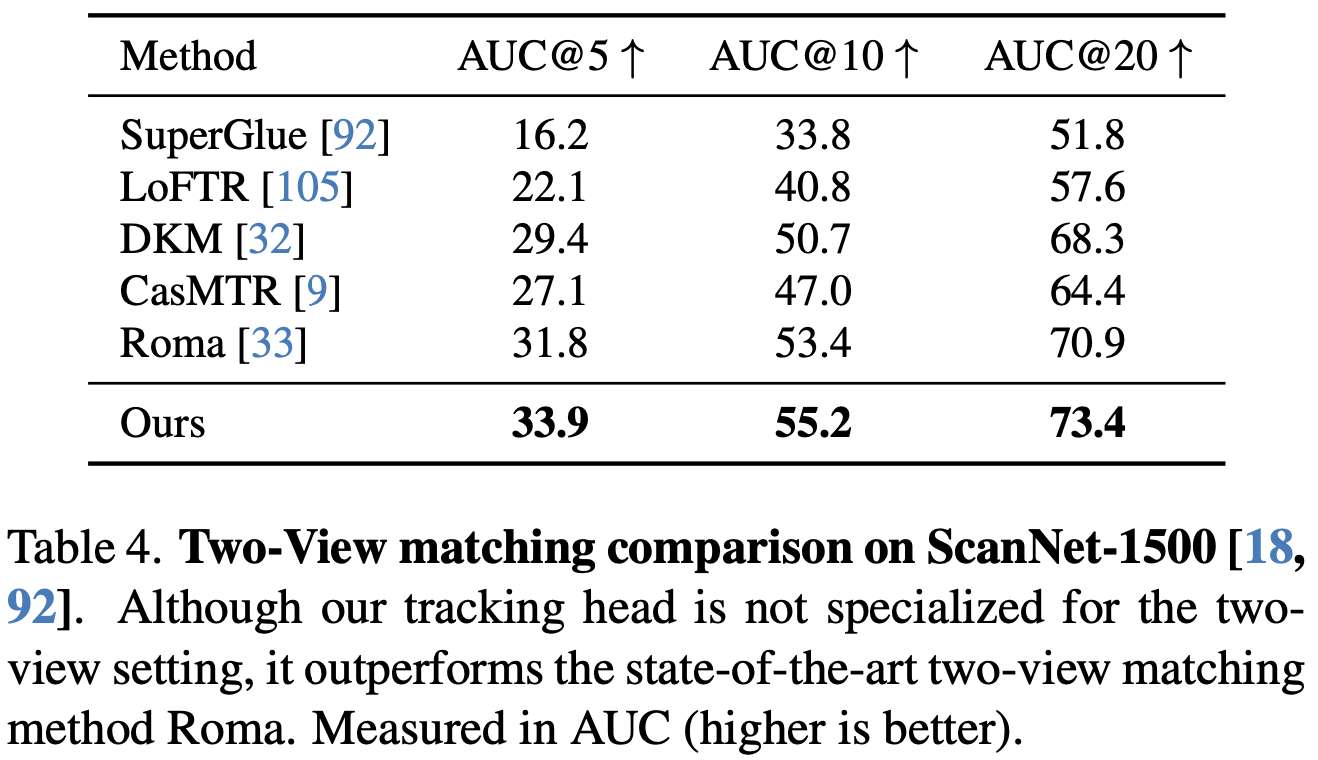 Method AUC@5 ↑ AUC@10 ↑ AUC@20 ↑
SuperGlue [92] 16.2 33.8 51.8
LoFTR [105] 22.1 40.8 57.6
DKM [32] 29.4 50.7 68.3
CasMTR [9] 27.1 47.0 64.4
Roma [33] 31.8 53.4 70.9
Ours 33.9 55.2 73.4
Table 4. Two-View matching comparison on ScanNet-1500 [18,
92]. Although our tracking head is not specialized for the two-
view setting, it outperforms the state-of-the-art two-view matching
method Roma. Measured in AUC (higher is better).